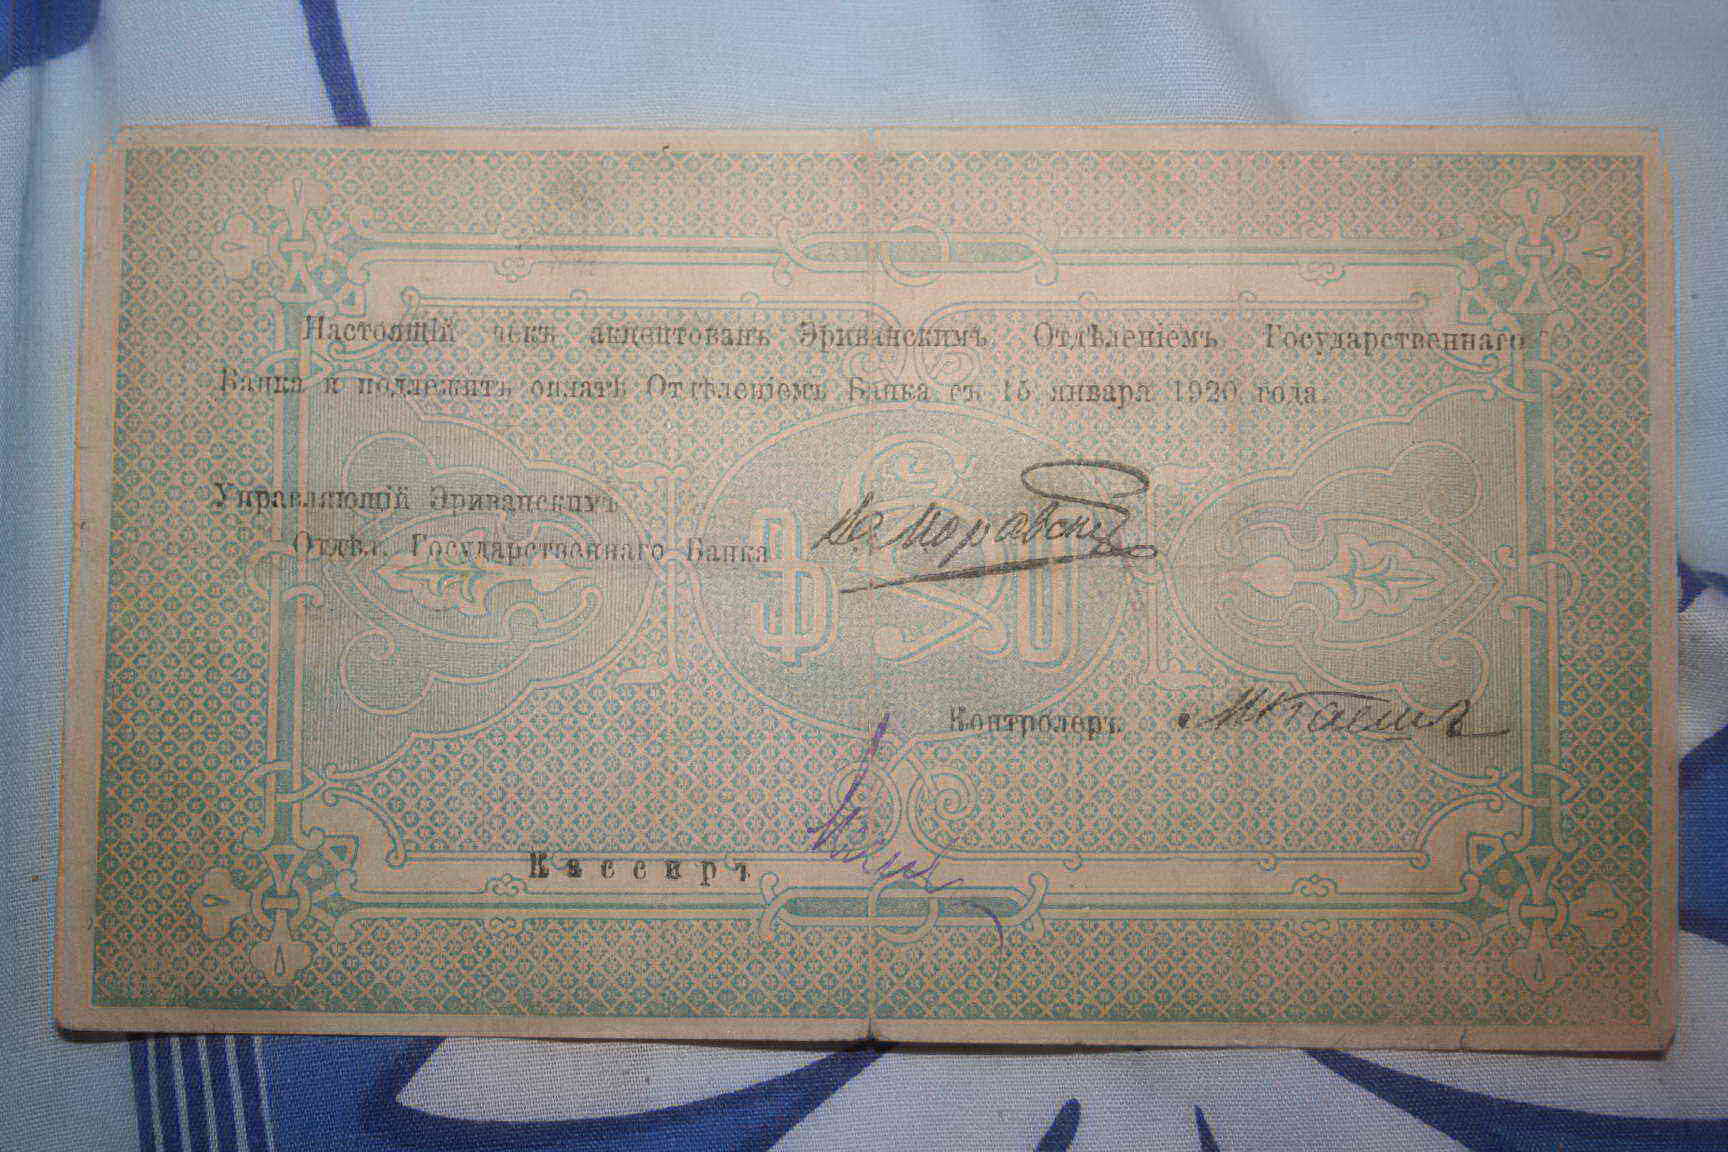 Настоящій чекъ акцептованъ Эриванскимъ Отдѣленіемъ Государственнаго
Банка и подлежитъ оплатѣ Отдѣленіемъ Банка съ 15 января 1920 года.
Управляющій Эриванскимъ
Отдѣл. Государственнаго Банка
Контролеръ
Кассиръ